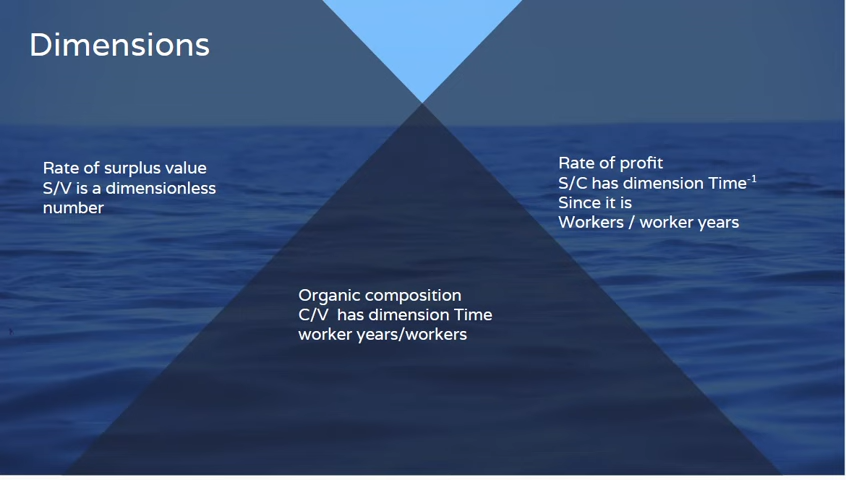 Dimensions
Rate of surplus value
S/V is a dimensionless
number
Rate of profit
S/C has dimension Time⁻¹
Since it is
Workers / worker years
Organic composition
C/V  has dimension Time
worker years/workers